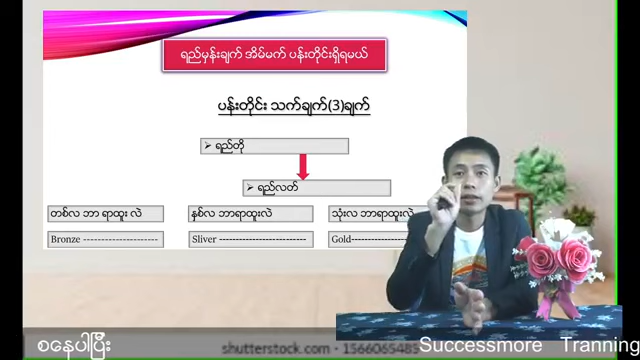 ရည်မှန်းချက် အိမ်မက် ပန်းတိုင်းရှိရမယ်
ပန်းတိုင်း သက်ချက်(3)ချက်
➢ ရည်တို
➢ ရည်လတ်
တစ်လ ဘာ ရာထူး လဲ
နှစ်လ ဘာရာထူးလဲ
သုံးလ ဘာရာထူးလဲ
Bronze ----------------------
Sliver --------------------------
Gold-----------------
စနေပါပြီး
shutterstock.com · 1566065485
Successmore Tranning